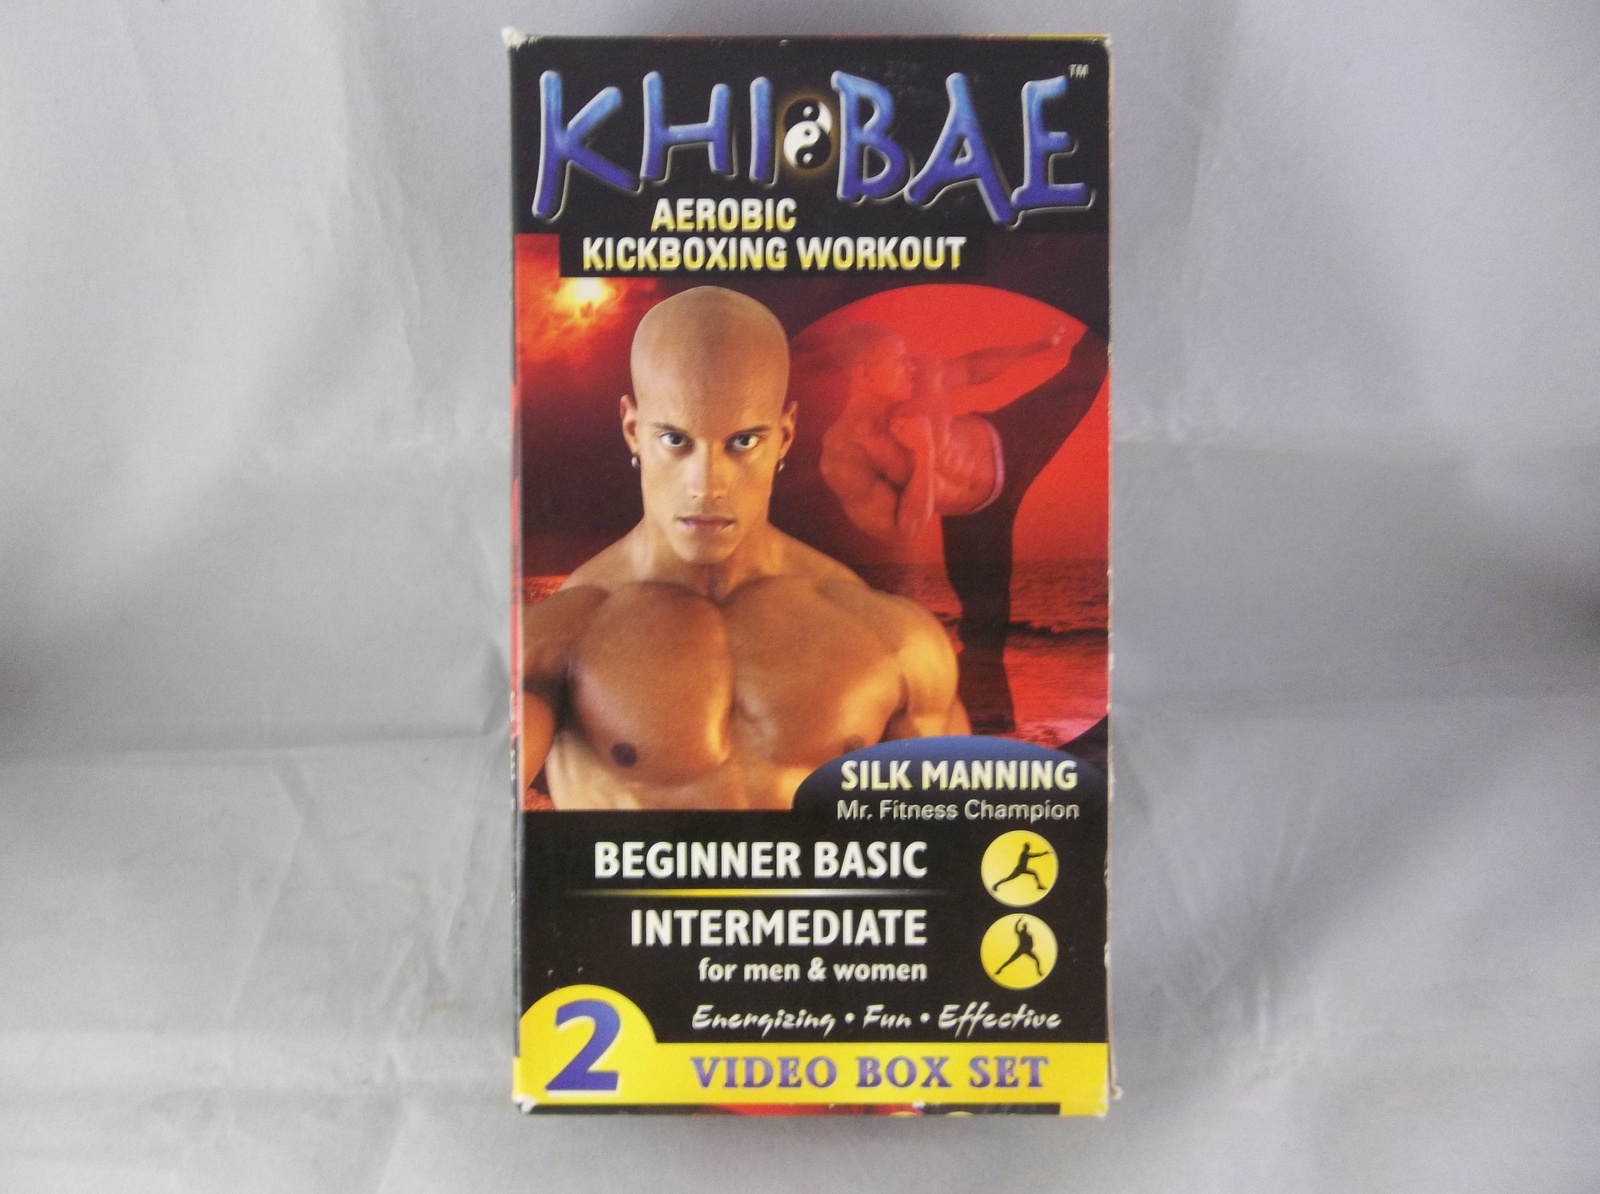 KHI BAE™
AEROBIC
KICKBOXING WORKOUT
SILK MANNING
Mr. Fitness Champion
BEGINNER BASIC
INTERMEDIATE
for men & women
Energizing • Fun • Effective
2 VIDEO BOX SET